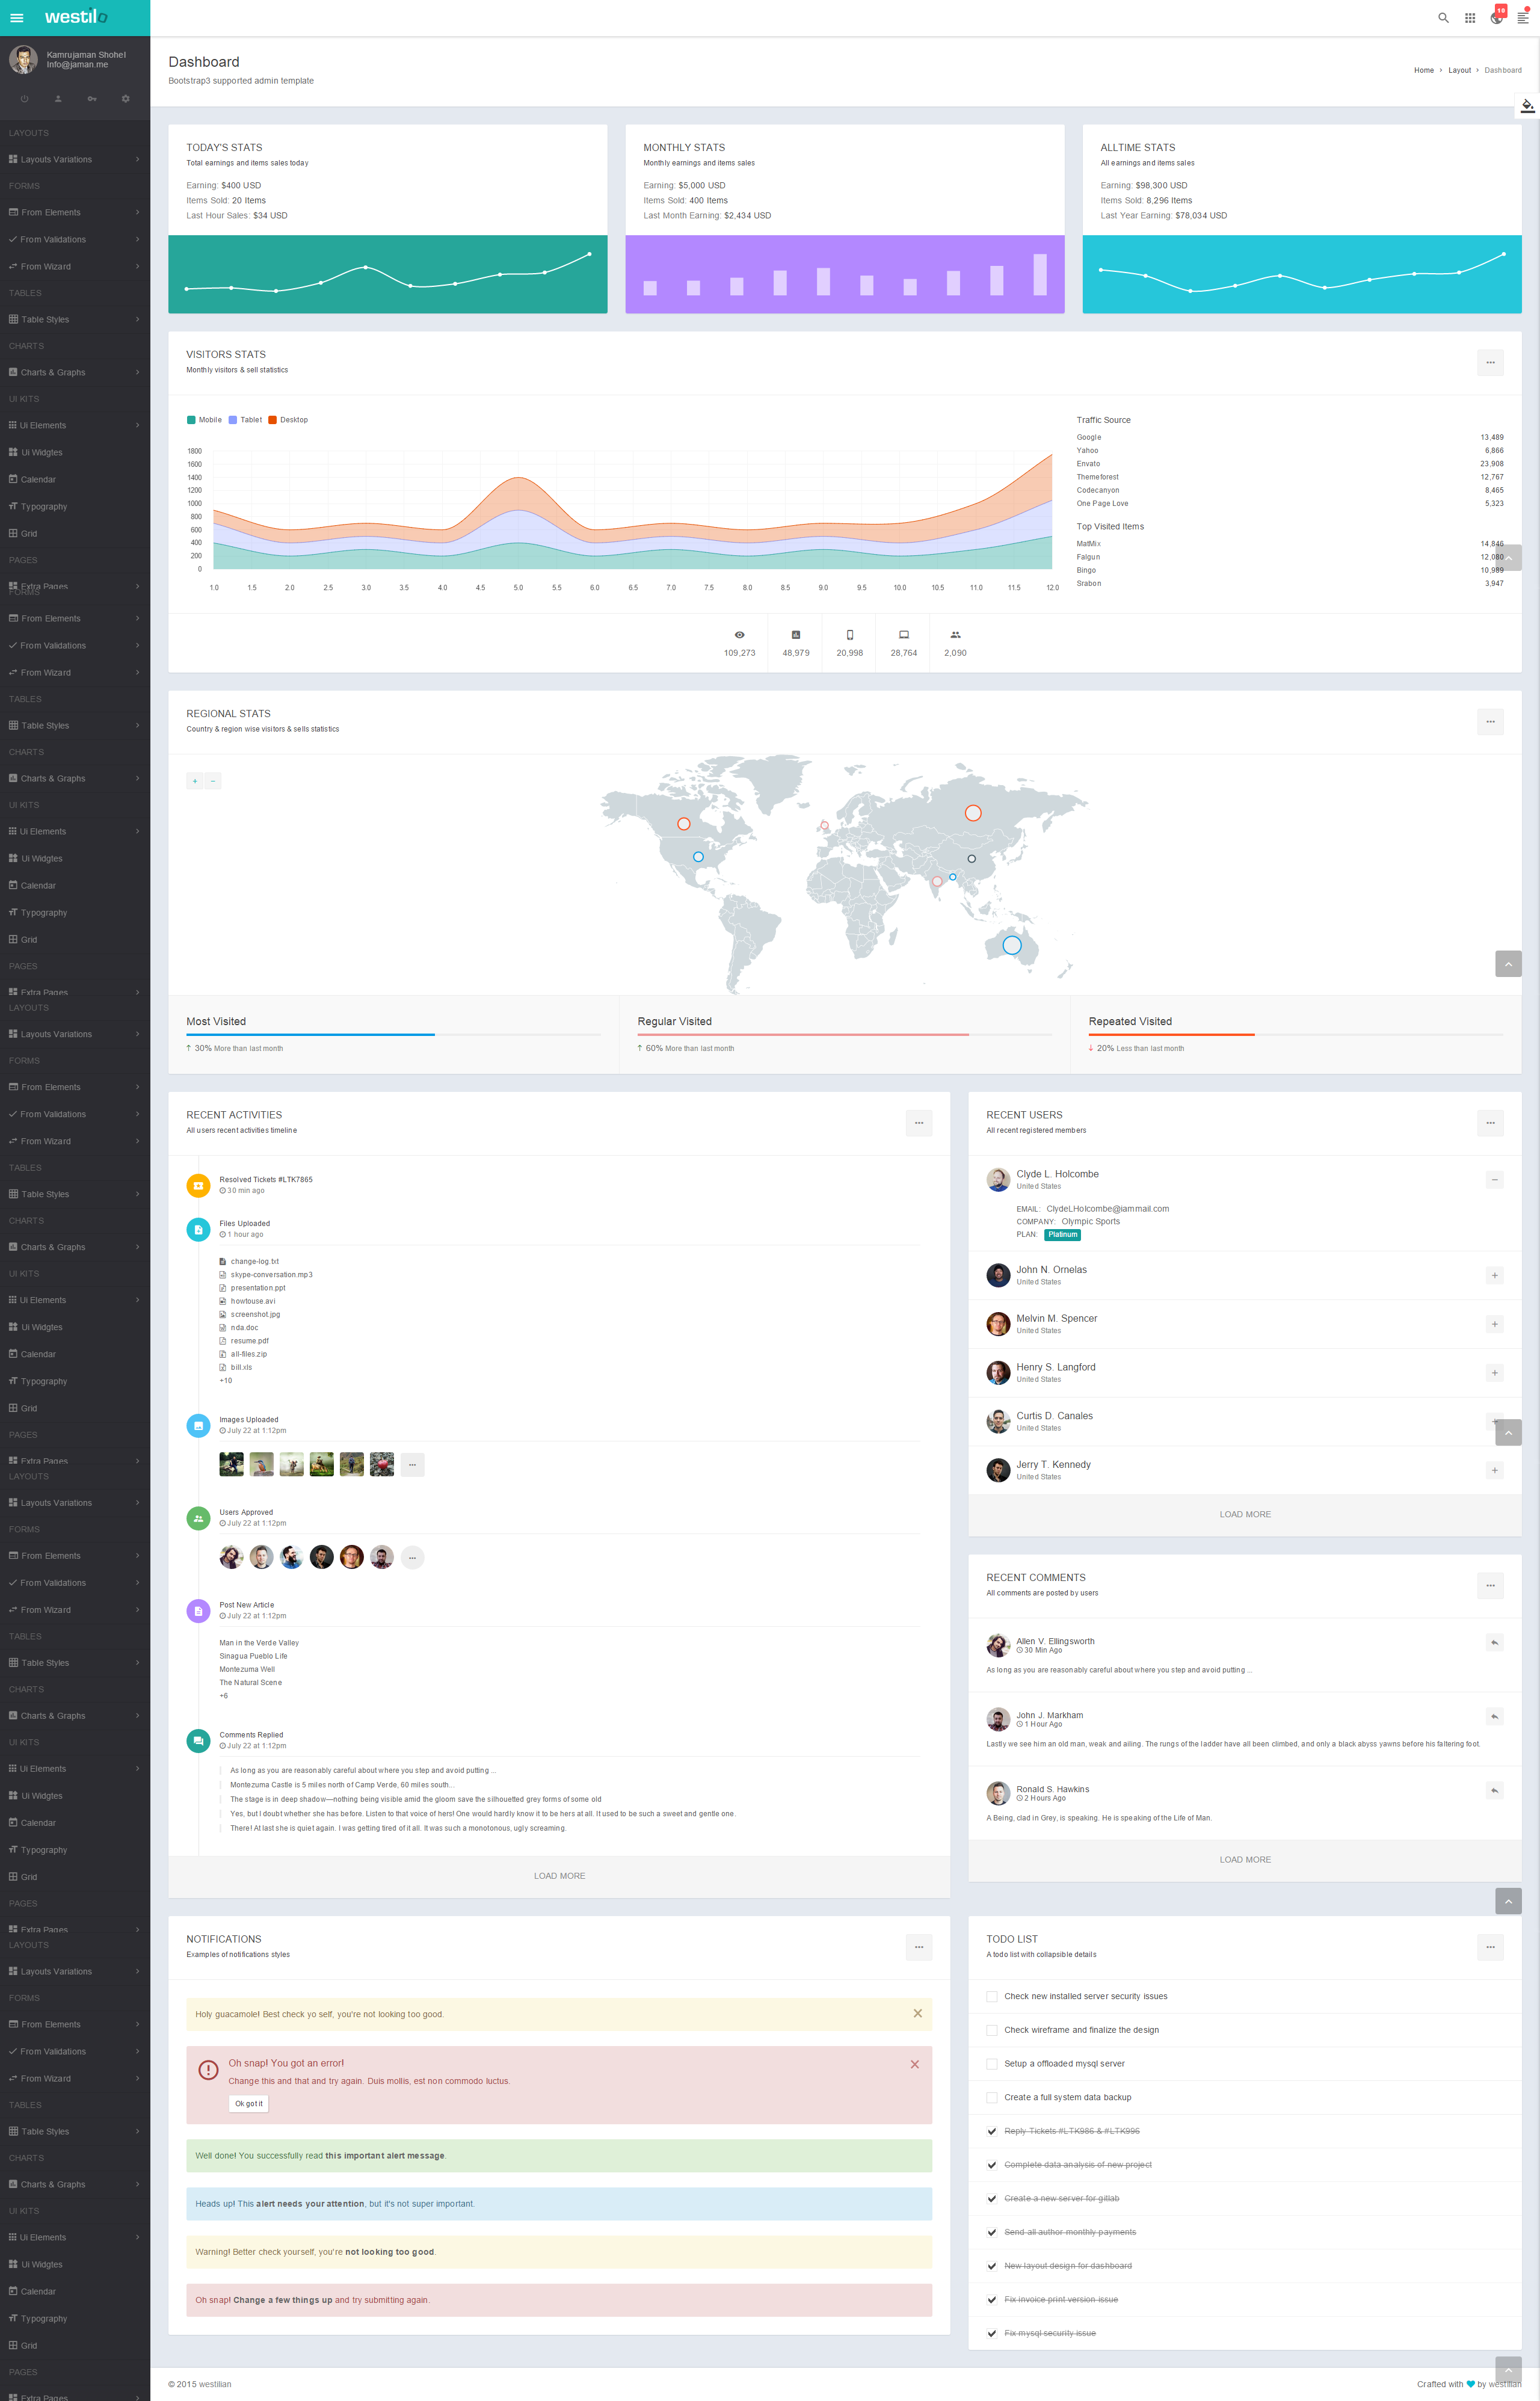 westilo
10
Kamrujaman Shohel
Info@jaman.me
LAYOUTS
Layouts Variations
FORMS
From Elements
From Validations
From Wizard
TABLES
Table Styles
CHARTS
Charts & Graphs
UI KITS
Ui Elements
Ui Widgtes
Calendar
Typography
Grid
PAGES
Extra Pages
FORMS
From Elements
From Validations
From Wizard
TABLES
Table Styles
CHARTS
Charts & Graphs
UI KITS
Ui Elements
Ui Widgtes
Calendar
Typography
Grid
PAGES
Extra Pages
LAYOUTS
Layouts Variations
FORMS
From Elements
From Validations
From Wizard
TABLES
Table Styles
CHARTS
Charts & Graphs
UI KITS
Ui Elements
Ui Widgtes
Calendar
Typography
Grid
PAGES
Extra Pages
LAYOUTS
Layouts Variations
FORMS
From Elements
From Validations
From Wizard
TABLES
Table Styles
CHARTS
Charts & Graphs
UI KITS
Ui Elements
Ui Widgtes
Calendar
Typography
Grid
PAGES
Extra Pages
LAYOUTS
Layouts Variations
FORMS
From Elements
From Validations
From Wizard
TABLES
Table Styles
CHARTS
Charts & Graphs
UI KITS
Ui Elements
Ui Widgtes
Calendar
Typography
Grid
PAGES
Extra Pages
Dashboard
Bootstrap3 supported admin template
Home › Layout › Dashboard
TODAY'S STATS
Total earnings and items sales today
Earning: $400 USD
Items Sold: 20 Items
Last Hour Sales: $34 USD
MONTHLY STATS
Monthly earnings and items sales
Earning: $5,000 USD
Items Sold: 400 Items
Last Month Earning: $2,434 USD
ALLTIME STATS
All earnings and items sales
Earning: $98,300 USD
Items Sold: 8,296 Items
Last Year Earning: $78,034 USD
VISITORS STATS
Monthly visitors & sell statistics
Mobile Tablet Desktop
1800
1600
1400
1200
1000
800
600
400
200
0
1.0 1.5 2.0 2.5 3.0 3.5 4.0 4.5 5.0 5.5 6.0 6.5 7.0 7.5 8.0 8.5 9.0 9.5 10.0 10.5 11.0 11.5 12.0
Traffic Source
Google 13,489
Yahoo 6,866
Envato 23,908
Themeforest 12,767
Codecanyon 8,465
One Page Love 5,323
Top Visited Items
MatMix 14,846
Falgun 12,080
Bingo 10,989
Srabon 3,947
109,273 48,979 20,998 28,764 2,090
REGIONAL STATS
Country & region wise visitors & sells statistics
+ −
Most Visited
30% More than last month
Regular Visited
60% More than last month
Repeated Visited
20% Less than last month
RECENT ACTIVITIES
All users recent activities timeline
Resolved Tickets #LTK7865
30 min ago
Files Uploaded
1 hour ago
change-log.txt
skype-conversation.mp3
presentation.ppt
howtouse.avi
screenshot.jpg
nda.doc
resume.pdf
all-files.zip
bill.xls
+10
Images Uploaded
July 22 at 1:12pm
Users Approved
July 22 at 1:12pm
Post New Article
July 22 at 1:12pm
Man in the Verde Valley
Sinagua Pueblo Life
Montezuma Well
The Natural Scene
+6
Comments Replied
July 22 at 1:12pm
As long as you are reasonably careful about where you step and avoid putting ...
Montezuma Castle is 5 miles north of Camp Verde, 60 miles south...
The stage is in deep shadow—nothing being visible amid the gloom save the silhouetted grey forms of some old
Yes, but I doubt whether she has before. Listen to that voice of hers! One would hardly know it to be hers at all. It used to be such a sweet and gentle one.
There! At last she is quiet again. I was getting tired of it all. It was such a monotonous, ugly screaming.
LOAD MORE
RECENT USERS
All recent registered members
Clyde L. Holcombe
United States
EMAIL: ClydeLHolcombe@iammail.com
COMPANY: Olympic Sports
PLAN: Platinum
John N. Ornelas
United States
Melvin M. Spencer
United States
Henry S. Langford
United States
Curtis D. Canales
United States
Jerry T. Kennedy
United States
LOAD MORE
RECENT COMMENTS
All comments are posted by users
Allen V. Ellingsworth
30 Min Ago
As long as you are reasonably careful about where you step and avoid putting ...
John J. Markham
1 Hour Ago
Lastly we see him an old man, weak and ailing. The rungs of the ladder have all been climbed, and only a black abyss yawns before his faltering foot.
Ronald S. Hawkins
2 Hours Ago
A Being, clad in Grey, is speaking. He is speaking of the Life of Man.
LOAD MORE
NOTIFICATIONS
Examples of notifications styles
Holy guacamole! Best check yo self, you're not looking too good.
Oh snap! You got an error!
Change this and that and try again. Duis mollis, est non commodo luctus.
Ok got it
Well done! You successfully read this important alert message.
Heads up! This alert needs your attention, but it's not super important.
Warning! Better check yourself, you're not looking too good.
Oh snap! Change a few things up and try submitting again.
TODO LIST
A todo list with collapsible details
Check new installed server security issues
Check wireframe and finalize the design
Setup a offloaded mysql server
Create a full system data backup
Reply Tickets #LTK986 & #LTK996
Complete data analysis of new project
Create a new server for gitlab
Send all author monthly payments
New layout design for dashboard
Fix invoice print version issue
Fix mysql security issue
© 2015 westilian
Crafted with by westilian